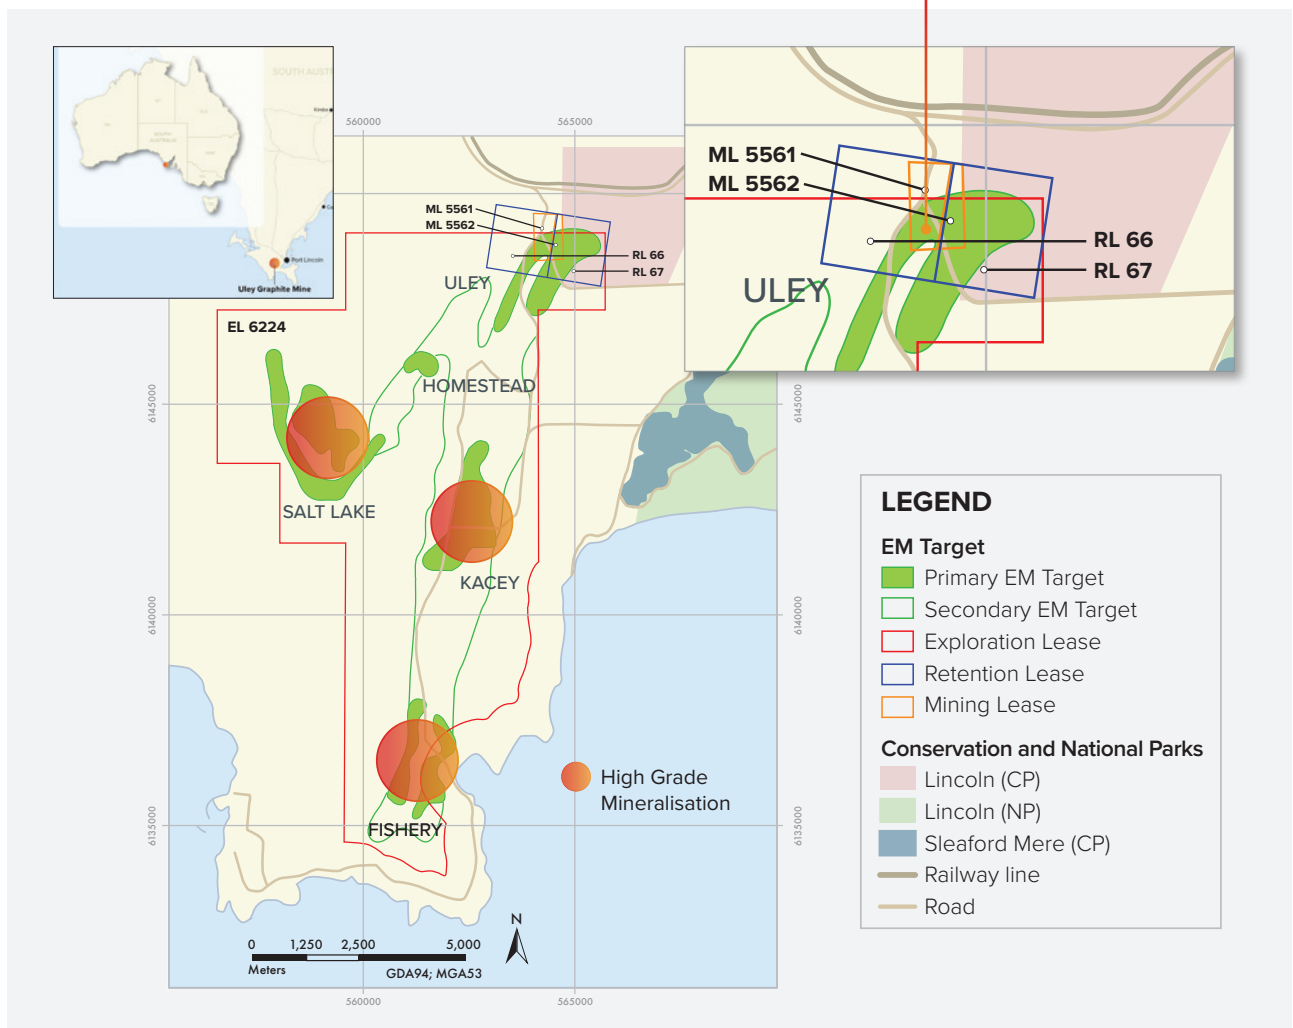 SOUTH AUST
SOUTH
AUSTRALIA
Port Lincoln
Uley Graphite Mine
560000
565000
ML 5561
ML 5562
RL 66
RL 67
ULEY
ML 5561
ML 5562
RL 66
RL 67
ULEY
EL 6224
HOMESTEAD
6145000
6145000
SALT LAKE
KACEY
6140000
6140000
High Grade
Mineralisation
6135000
6135000
FISHERY
N
0 1,250 2,500 5,000
Meters
GDA94; MGA53
560000
565000
LEGEND
EM Target
Primary EM Target
Secondary EM Target
Exploration Lease
Retention Lease
Mining Lease
Conservation and National Parks
Lincoln (CP)
Lincoln (NP)
Sleaford Mere (CP)
Railway line
Road